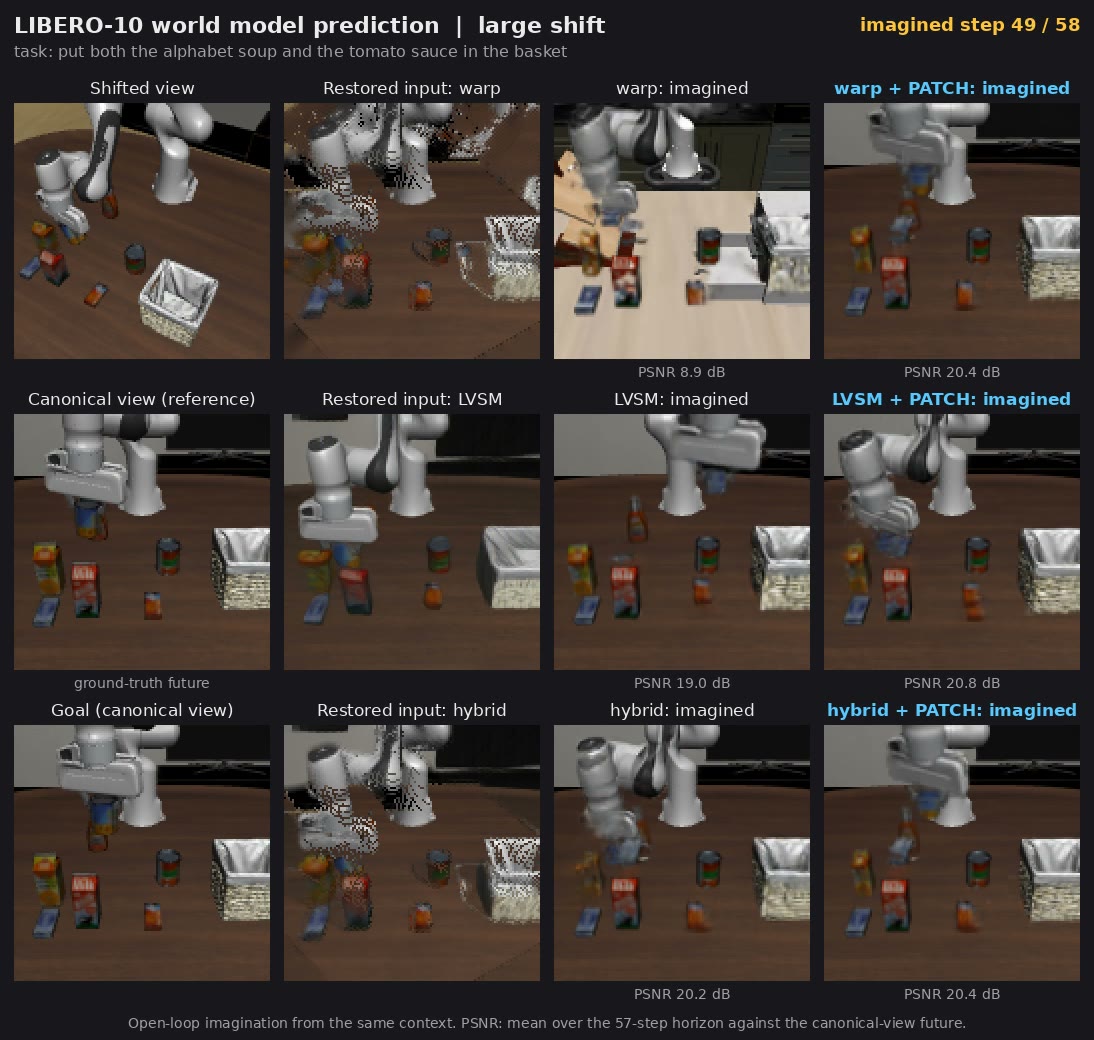 LIBERO-10 world model prediction | large shift
imagined step 49 / 58
task: put both the alphabet soup and the tomato sauce in the basket
Shifted view
Restored input: warp
warp: imagined
warp + PATCH: imagined
PSNR 8.9 dB
PSNR 20.4 dB
Canonical view (reference)
Restored input: LVSM
LVSM: imagined
LVSM + PATCH: imagined
ground-truth future
PSNR 19.0 dB
PSNR 20.8 dB
Goal (canonical view)
Restored input: hybrid
hybrid: imagined
hybrid + PATCH: imagined
PSNR 20.2 dB
PSNR 20.4 dB
Open-loop imagination from the same context. PSNR: mean over the 57-step horizon against the canonical-view future.